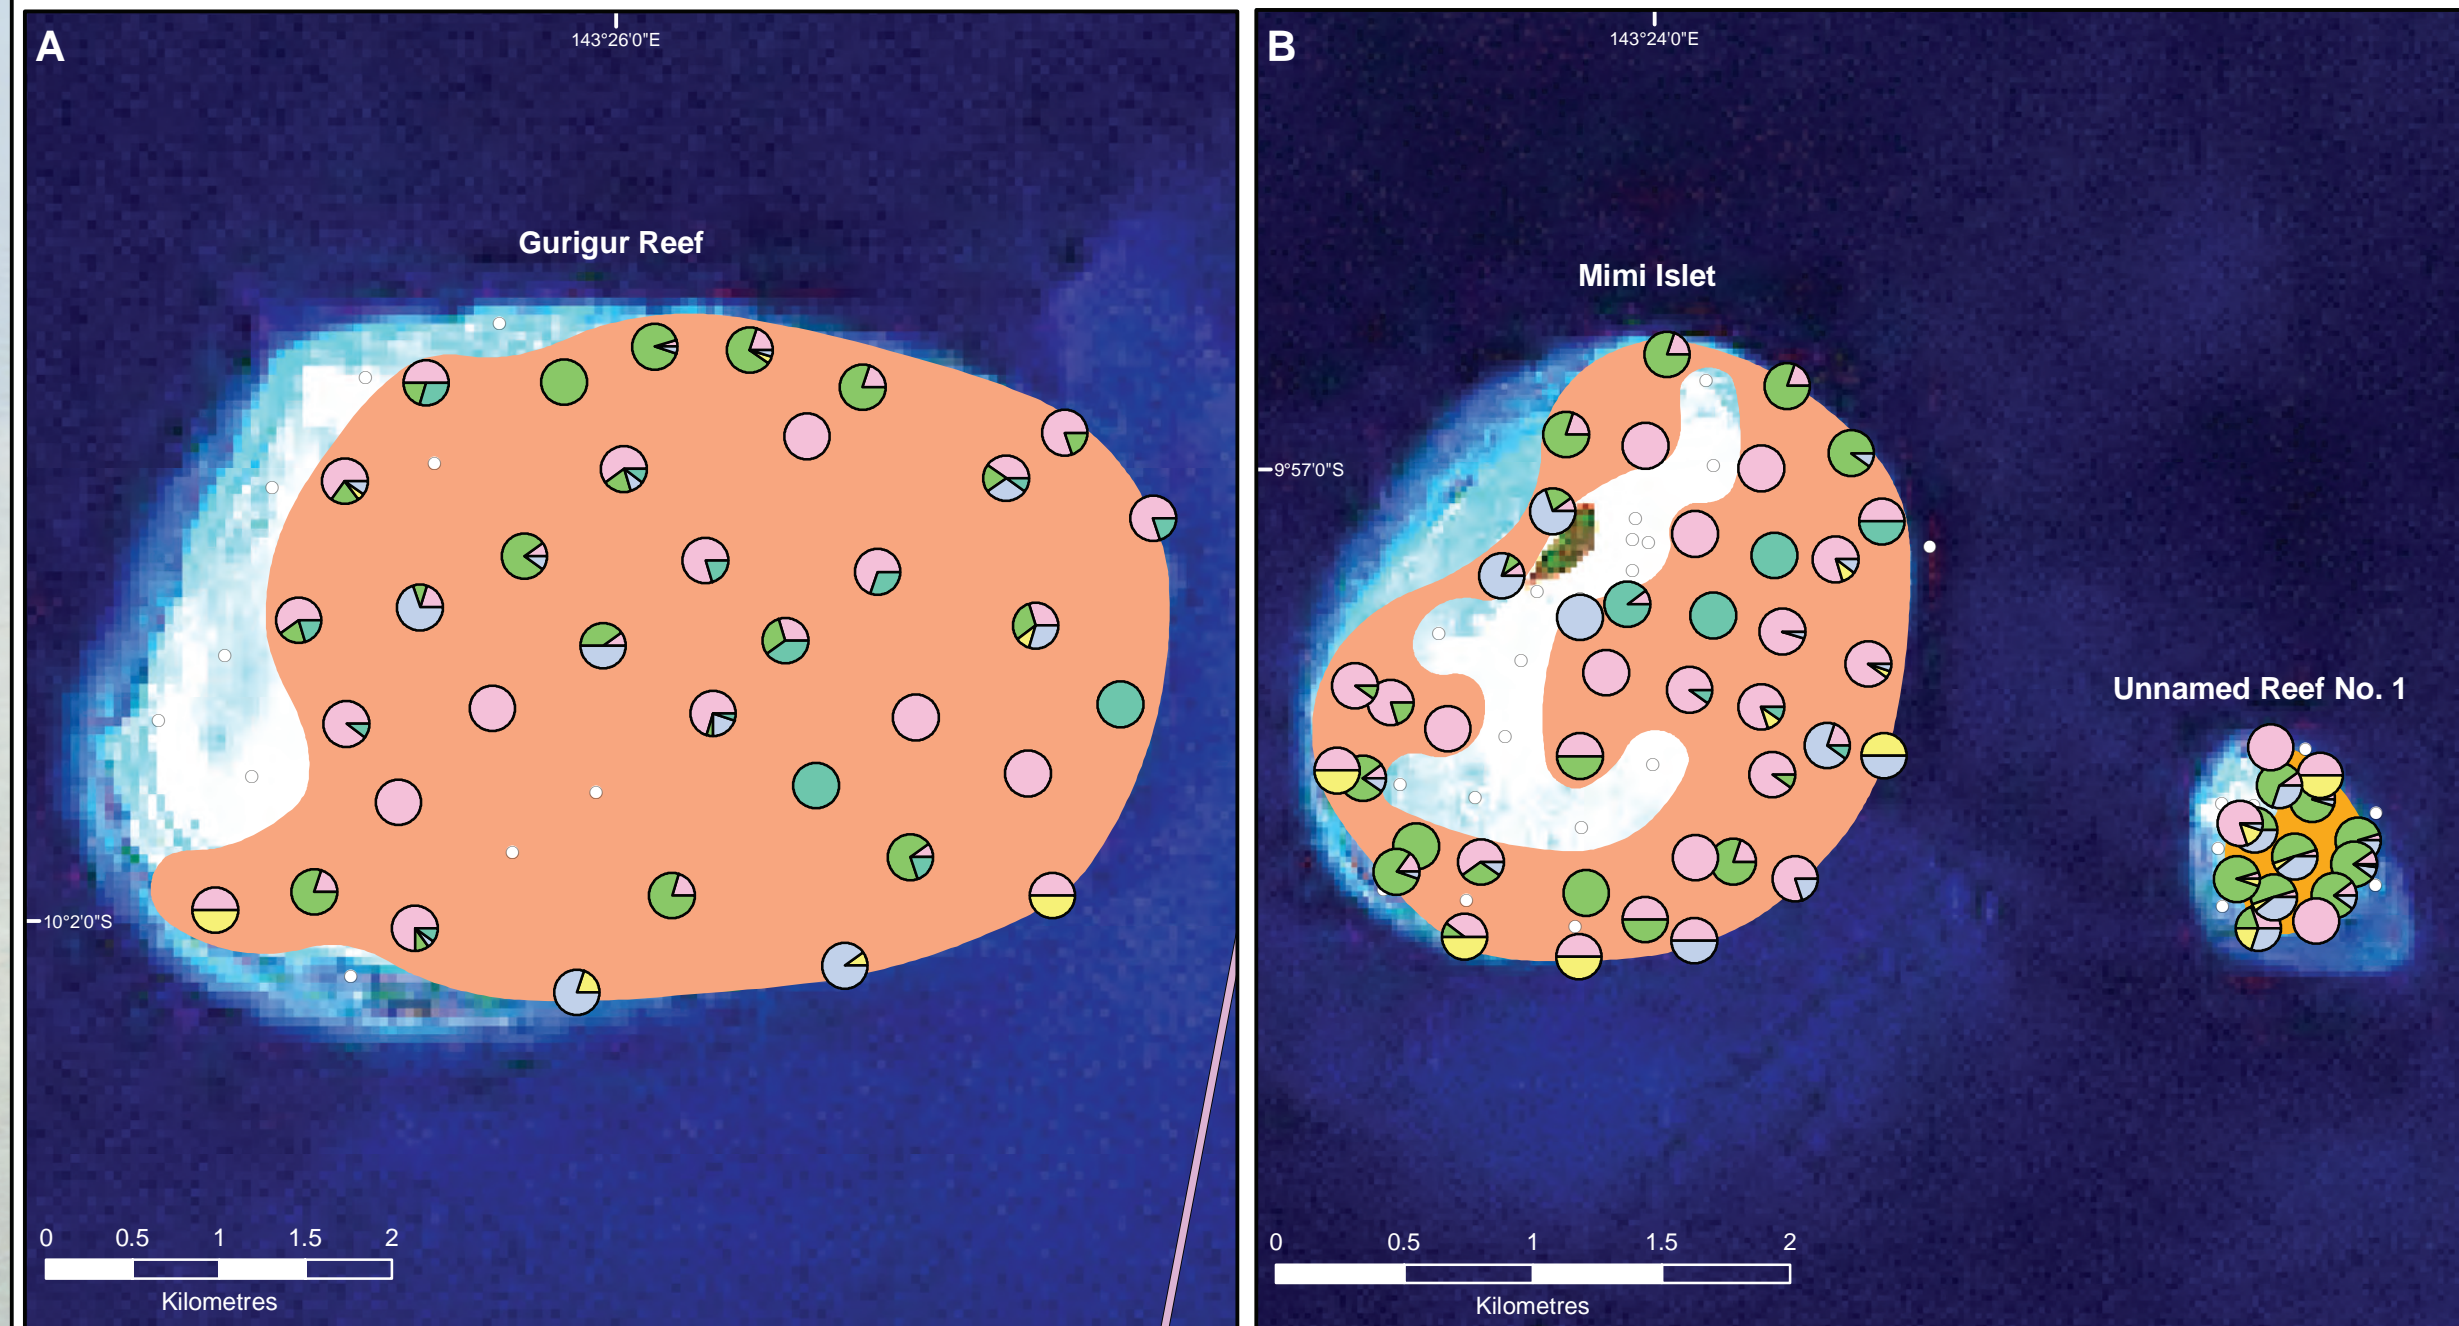 A
143°26'0"E
Gurigur Reef
10°2'0"S
0 0.5 1 1.5 2
Kilometres
B
143°24'0"E
Mimi Islet
9°57'0"S
Unnamed Reef No. 1
0 0.5 1 1.5 2
Kilometres